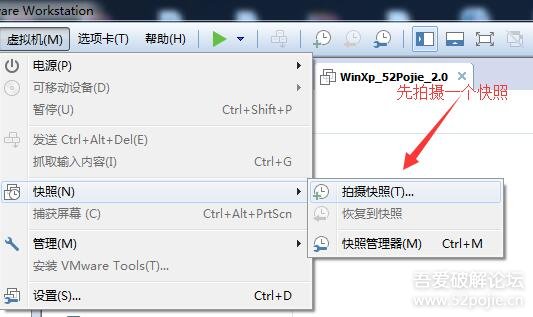 ware Workstation
虚拟机(M) 选项卡(T) 帮助(H)
WinXp_52Pojie_2.0
先拍摄一个快照
电源(P)
可移动设备(D)
暂停(U) Ctrl+Shift+P
发送 Ctrl+Alt+Del(E)
抓取输入内容(I) Ctrl+G
快照(N)
拍摄快照(T)...
捕获屏幕 (C) Ctrl+Alt+PrtScn
恢复到快照
管理(M)
快照管理器(M) Ctrl+M
安装 VMware Tools(T)...
设置(S)... Ctrl+D
吾爱破解论坛
www.52pojie.cn